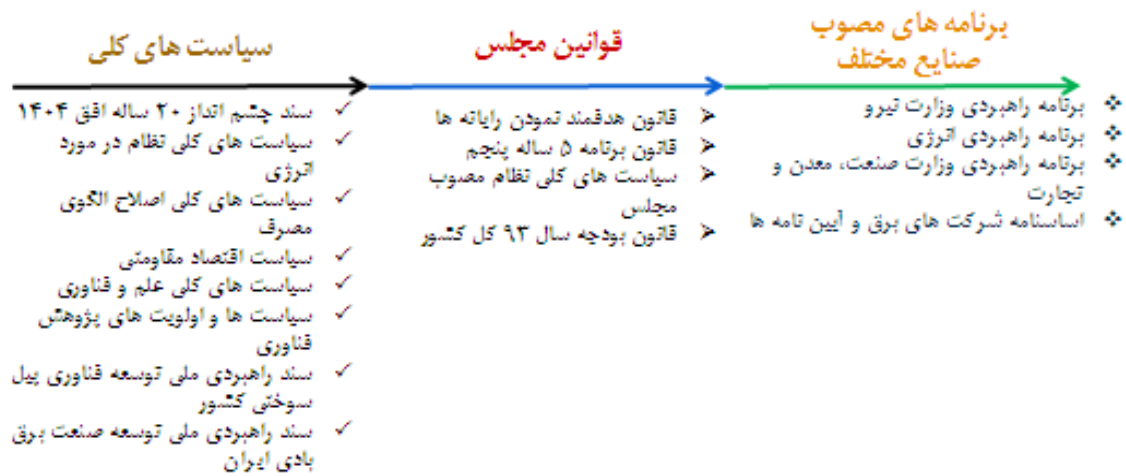 برنامه های مصوب
صنایع مختلف
برنامه راهبردی وزارت نیرو
برنامه راهبردی انرژی
برنامه راهبردی وزارت صنعت، معدن و
تجارت
اساسنامه شرکت های برق و آیین نامه ها
قوانین مجلس
قانون هدفمند نمودن رایانه ها
قانون برنامه ۵ ساله پنجم
سیاست های کلی نظام مصوب
مجلس
قانون بودجه سال ۹۳ کل کشور
سیاست های کلی
سند چشم انداز ۲۰ ساله افق ۱۴۰۴
سیاست های کلی نظام در مورد
انرژی
سیاست های کلی اصلاح الگوی
مصرف
سیاست اقتصاد مقاومتی
سیاست های کلی علم و فناوری
سیاست ها و اولویت های پژوهش
فناوری
سند راهبردی ملی توسعه فناوری پیل
سوختی کشور
سند راهبردی ملی توسعه صنعت برق
بادی ایران